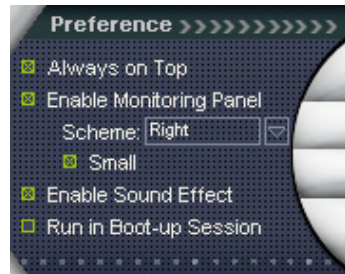 Preference >>>>>>>>>>>
Always on Top
Enable Monitoring Panel
Scheme: Right
Small
Enable Sound Effect
Run in Boot-up Session